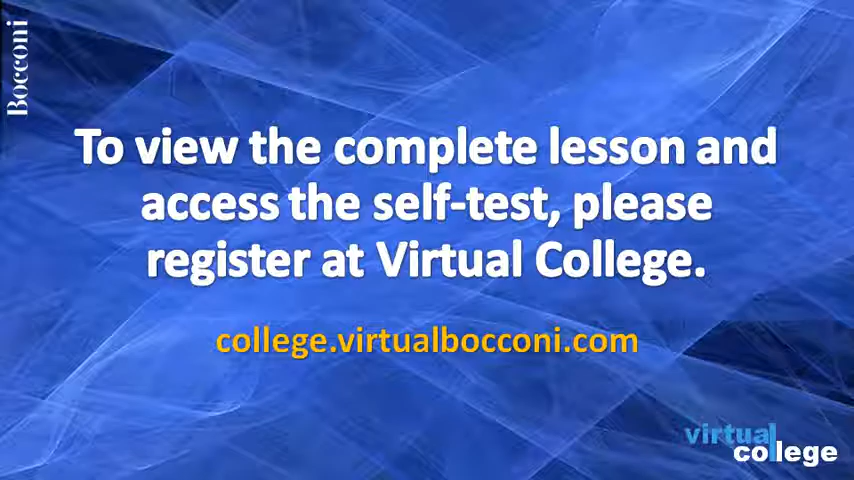 Bocconi
To view the complete lesson and
access the self-test, please
register at Virtual College.
college.virtualbocconi.com
virtual
college